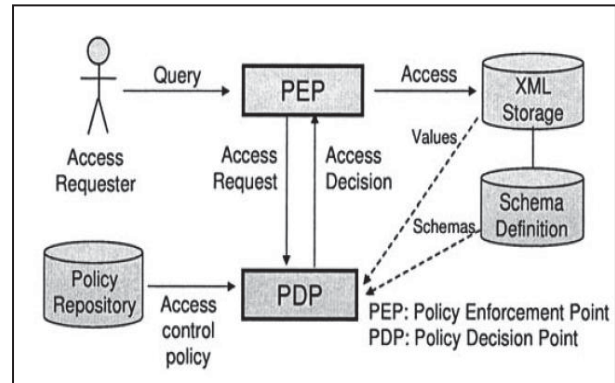 Query
PEP
Access
XML
Storage
Access
Requester
Access
Request
Access
Decision
Values
Schemas
Schema
Definition
Policy
Repository
Access
control
policy
PDP
PEP: Policy Enforcement Point
PDP: Policy Decision Point